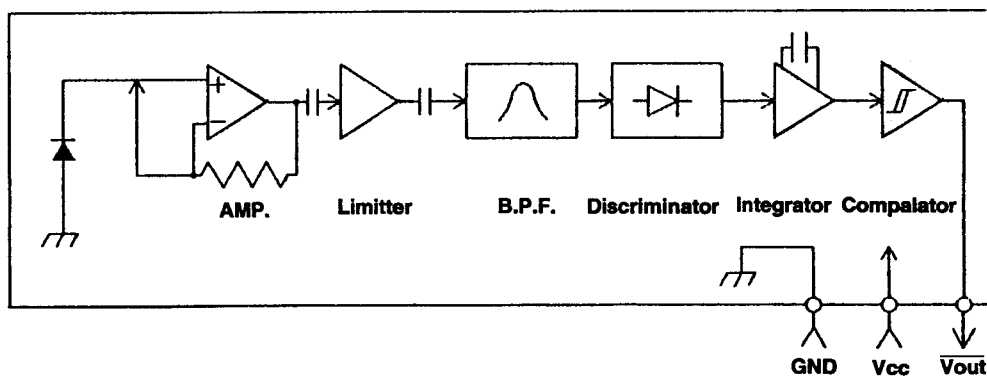 +
−
AMP.
Limitter
B.P.F.
Discriminator
Integrator
Compalator
GND
Vcc
Vout